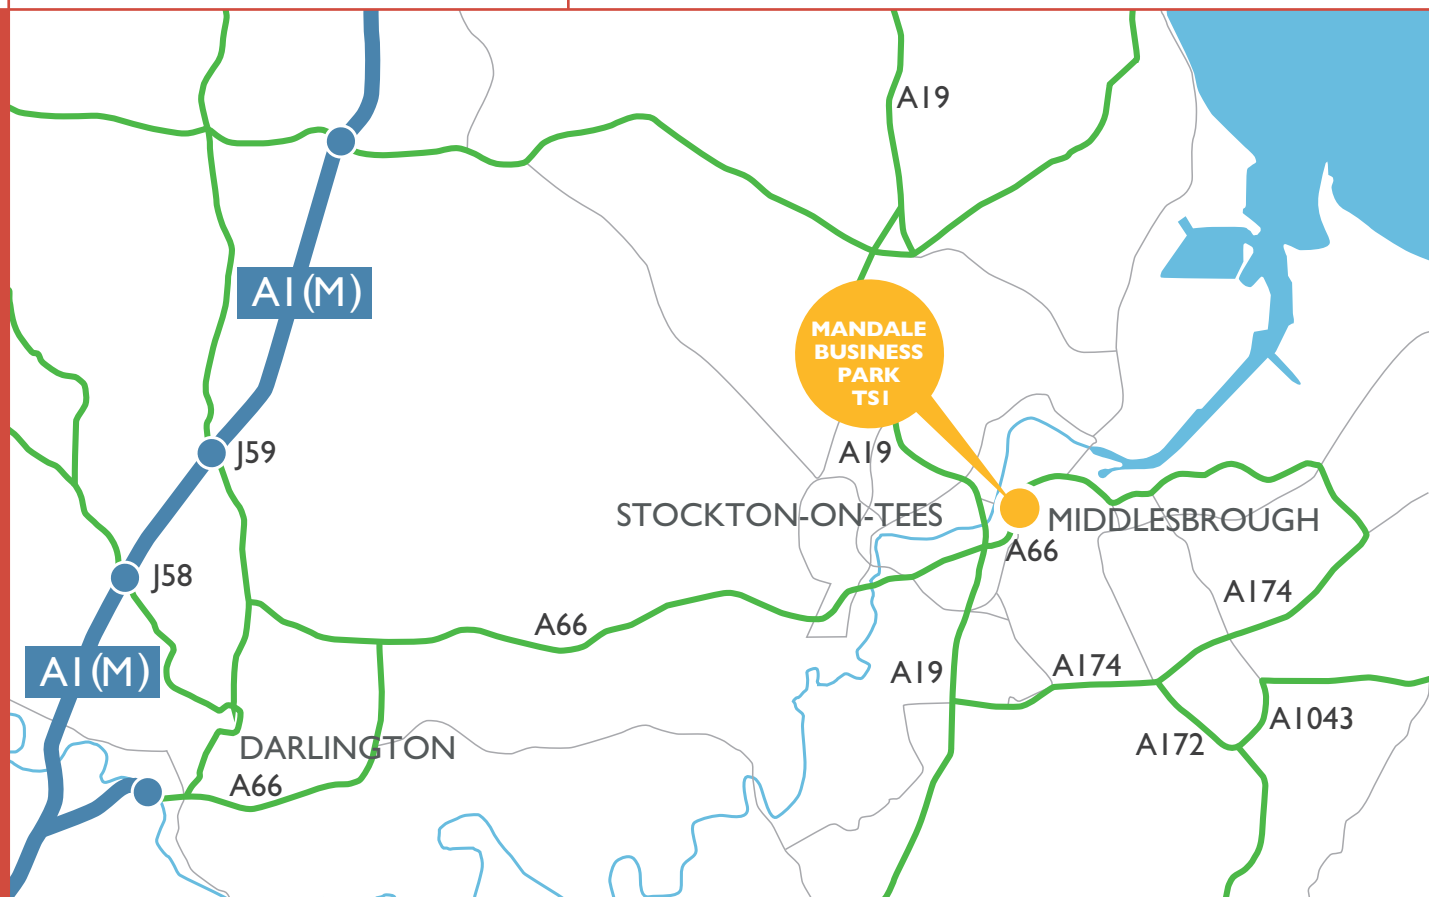 A19
A1(M)
MANDALE
BUSINESS
PARK
TS1
J59
A19
STOCKTON-ON-TEES
MIDDLESBROUGH
A66
J58
A174
A66
A1(M)
A19
A174
A1043
A172
DARLINGTON
A66